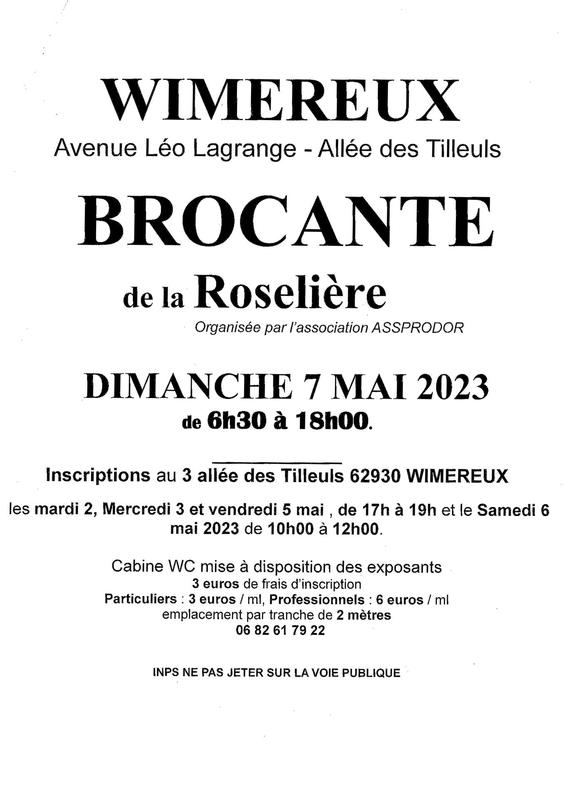 WIMEREUX
Avenue Léo Lagrange - Allée des Tilleuls
BROCANTE
de la Roselière
Organisée par l'association ASSPRODOR
DIMANCHE 7 MAI 2023
de 6h30 à 18h00.
Inscriptions au 3 allée des Tilleuls 62930 WIMEREUX
les mardi 2, Mercredi 3 et vendredi 5 mai , de 17h à 19h et le Samedi 6
mai 2023 de 10h00 à 12h00.
Cabine WC mise à disposition des exposants
3 euros de frais d'inscription
Particuliers : 3 euros / ml, Professionnels : 6 euros / ml
emplacement par tranche de 2 mètres
06 82 61 79 22
INPS NE PAS JETER SUR LA VOIE PUBLIQUE